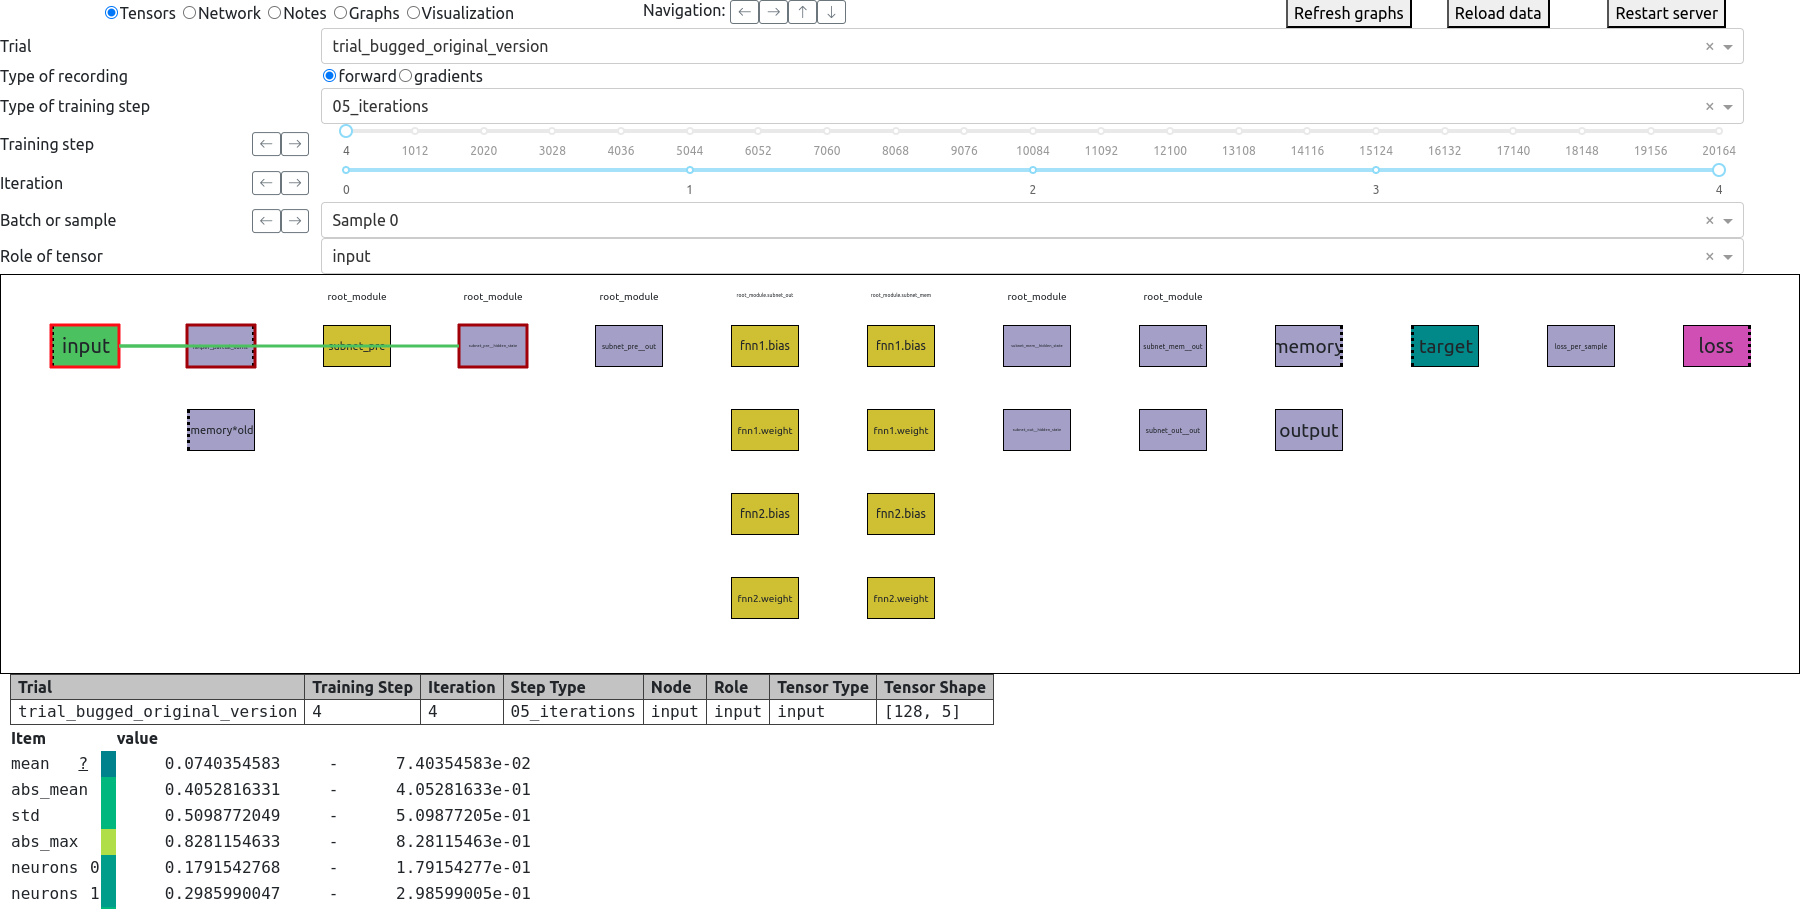 Tensors Network Notes Graphs Visualization Navigation: ← → ↑ ↓ Refresh graphs Reload data Restart server
Trial trial_bugged_original_version ×
Type of recording forward gradients
Type of training step 05_iterations ×
Training step ← →
4 1012 2020 3028 4036 5044 6052 7060 8068 9076 10084 11092 12100 13108 14116 15124 16132 17140 18148 19156 20164
Iteration ← →
0 1 2 3 4
Batch or sample ← → Sample 0 ×
Role of tensor input ×
root_module root_module root_module root_module.subnet_out root_module.subnet_mem root_module root_module
input subnet_pre subnet_pre__hidden_state subnet_pre__out fnn1.bias fnn1.bias subnet_mem__hidden_state subnet_mem__out memory target loss_per_sample loss
memory*old fnn1.weight fnn1.weight subnet_out__hidden_state subnet_out__out output
fnn2.bias fnn2.bias
fnn2.weight fnn2.weight
Trial Training Step Iteration Step Type Node Role Tensor Type Tensor Shape
trial_bugged_original_version 4 4 05_iterations input input input [128, 5]
Item value
mean ? 0.0740354583 - 7.40354583e-02
abs_mean 0.4052816331 - 4.05281633e-01
std 0.5098772049 - 5.09877205e-01
abs_max 0.8281154633 - 8.28115463e-01
neurons 0 0.1791542768 - 1.79154277e-01
neurons 1 0.2985990047 - 2.98599005e-01